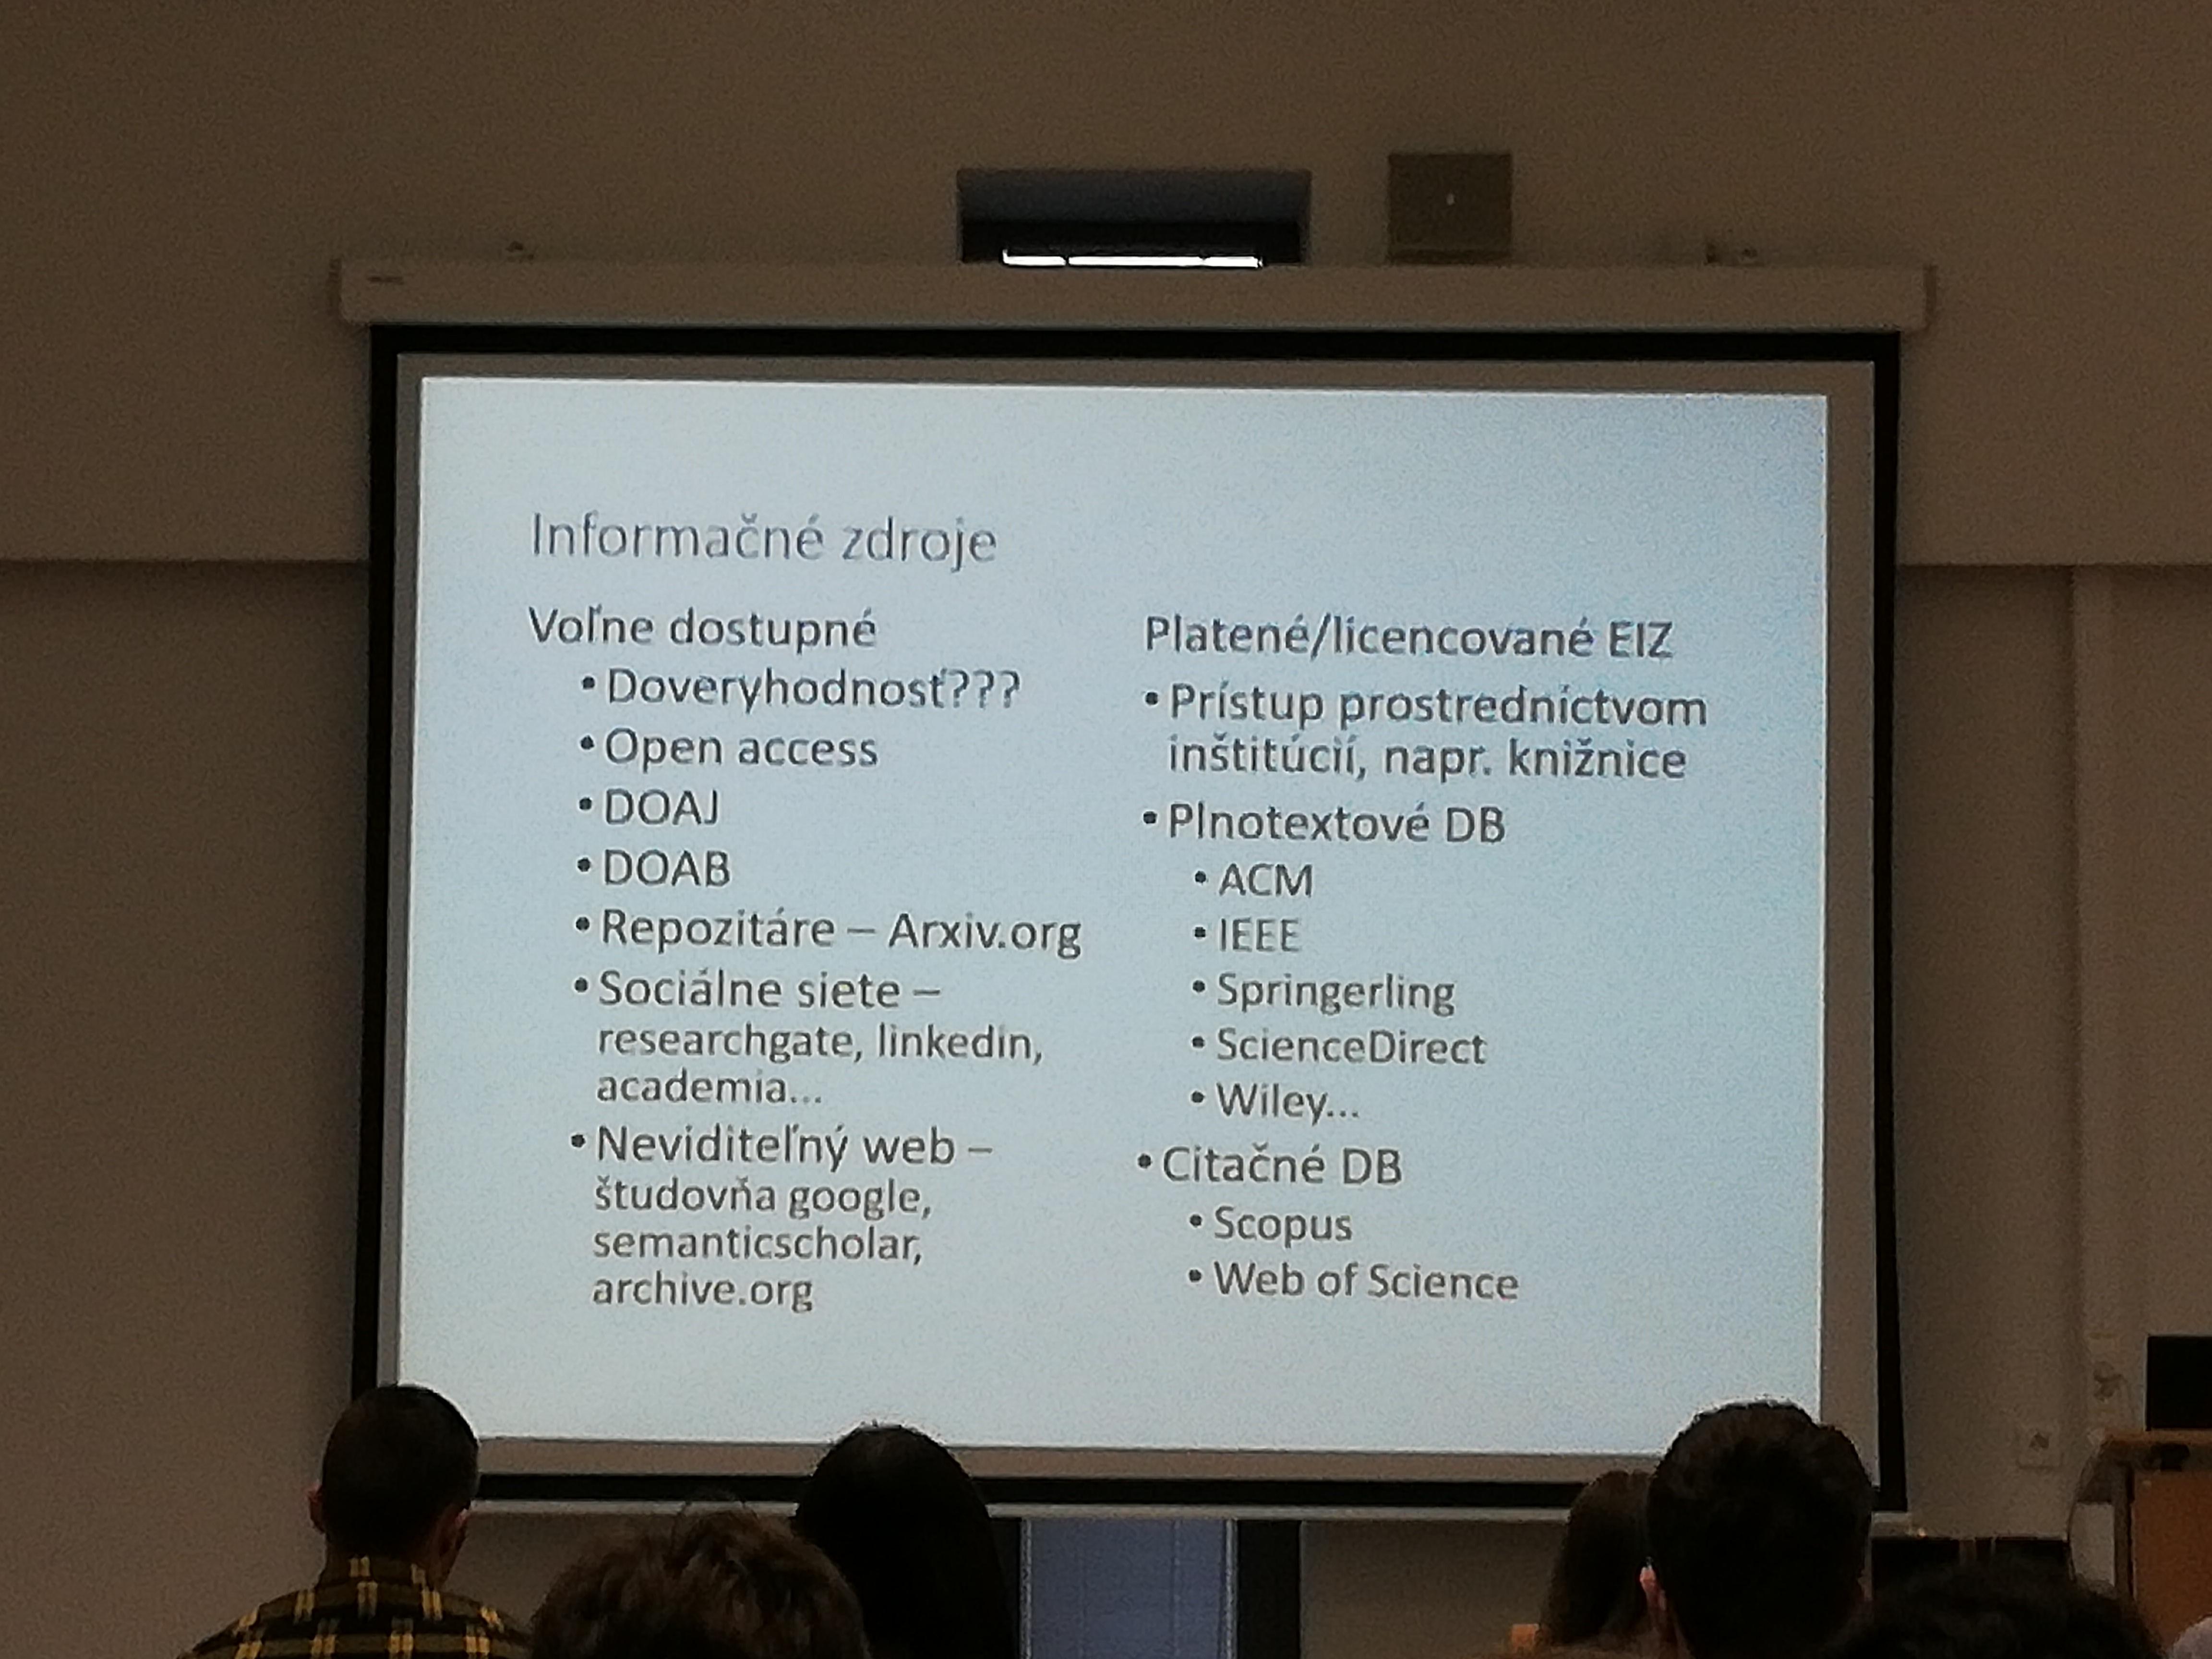 Informačné zdroje
Voľne dostupné
• Doveryhodnosť???
• Open access
• DOAJ
• DOAB
• Repozitáre – Arxiv.org
• Sociálne siete –
researchgate, linkedin,
academia...
• Neviditeľný web –
študovňa google,
semanticscholar,
archive.org
Platené/licencované EIZ
• Prístup prostredníctvom
inštitúcií, napr. knižnice
• Plnotextové DB
• ACM
• IEEE
• Springerling
• ScienceDirect
• Wiley...
• Citačné DB
• Scopus
• Web of Science